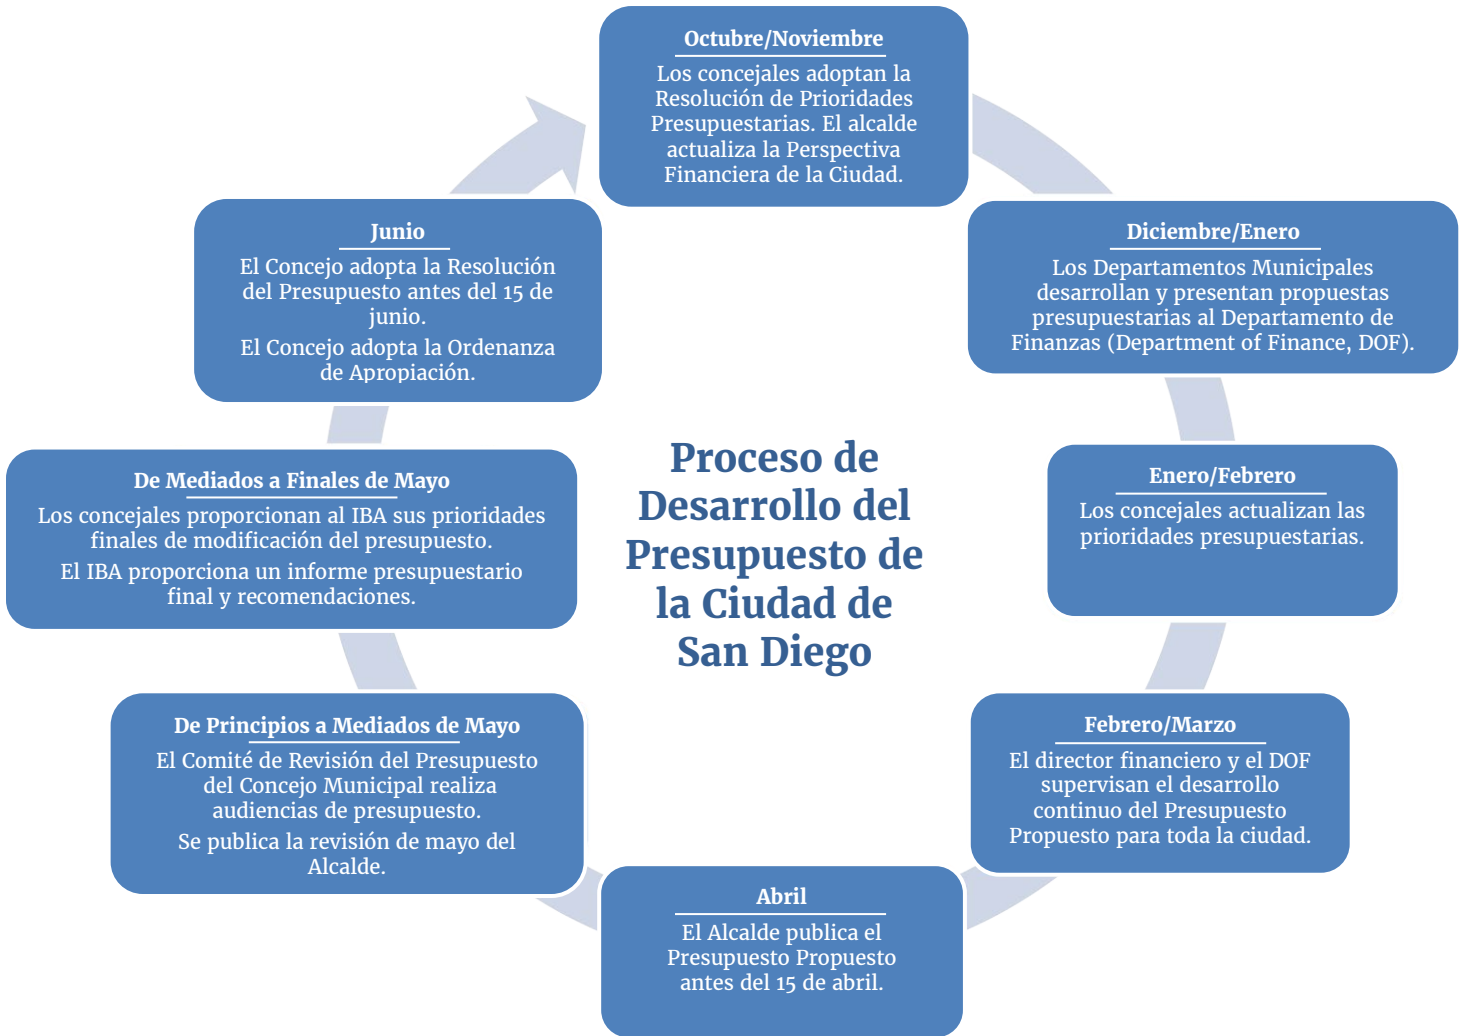 Octubre/Noviembre
Los concejales adoptan la
Resolución de Prioridades
Presupuestarias. El alcalde
actualiza la Perspectiva
Financiera de la Ciudad.
Diciembre/Enero
Los Departamentos Municipales
desarrollan y presentan propuestas
presupuestarias al Departamento de
Finanzas (Department of Finance, DOF).
Enero/Febrero
Los concejales actualizan las
prioridades presupuestarias.
Febrero/Marzo
El director financiero y el DOF
supervisan el desarrollo
continuo del Presupuesto
Propuesto para toda la ciudad.
Abril
El Alcalde publica el
Presupuesto Propuesto
antes del 15 de abril.
De Principios a Mediados de Mayo
El Comité de Revisión del Presupuesto
del Concejo Municipal realiza
audiencias de presupuesto.
Se publica la revisión de mayo del
Alcalde.
De Mediados a Finales de Mayo
Los concejales proporcionan al IBA sus prioridades
finales de modificación del presupuesto.
El IBA proporciona un informe presupuestario
final y recomendaciones.
Junio
El Concejo adopta la Resolución
del Presupuesto antes del 15 de
junio.
El Concejo adopta la Ordenanza
de Apropiación.
Proceso de
Desarrollo del
Presupuesto de
la Ciudad de
San Diego